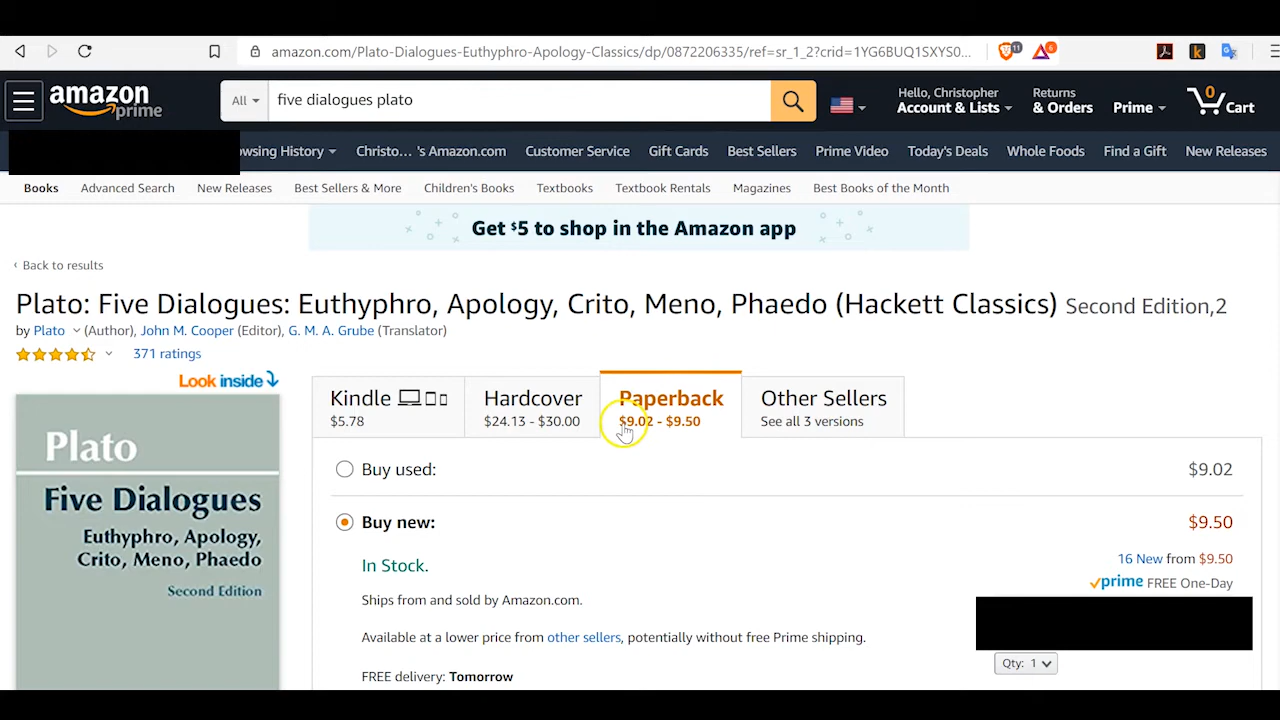 amazon.com/Plato-Dialogues-Euthyphro-Apology-Classics/dp/0872206335/ref=sr_1_2?crid=1YG6BUQ1SXYS0...
11
6
amazon prime
All
five dialogues plato
Hello, Christopher
Account & Lists
Returns
& Orders
Prime
0
Cart
owsing History
Christo... 's Amazon.com
Customer Service
Gift Cards
Best Sellers
Prime Video
Today's Deals
Whole Foods
Find a Gift
New Releases
Books
Advanced Search
New Releases
Best Sellers & More
Children's Books
Textbooks
Textbook Rentals
Magazines
Best Books of the Month
Get $5 to shop in the Amazon app
‹ Back to results
Plato: Five Dialogues: Euthyphro, Apology, Crito, Meno, Phaedo (Hackett Classics) Second Edition,2
by Plato (Author), John M. Cooper (Editor), G. M. A. Grube (Translator)
371 ratings
Look inside
Plato
Five Dialogues
Euthyphro, Apology,
Crito, Meno, Phaedo
Second Edition
Kindle
$5.78
Hardcover
$24.13 - $30.00
Paperback
$9.02 - $9.50
Other Sellers
See all 3 versions
Buy used:
$9.02
Buy new:
$9.50
In Stock.
16 New from $9.50
prime FREE One-Day
Ships from and sold by Amazon.com.
Available at a lower price from other sellers, potentially without free Prime shipping.
Qty: 1
FREE delivery: Tomorrow